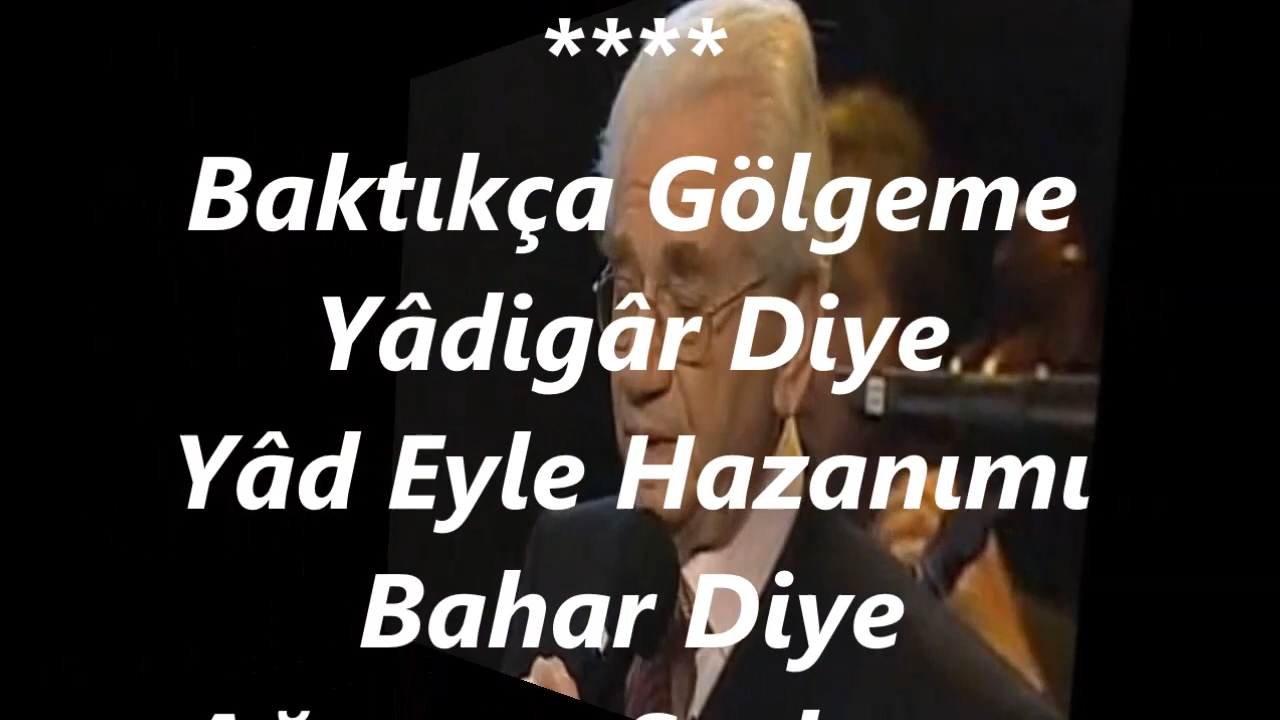 ****
Baktıkça Gölgeme
Yâdigâr Diye
Yâd Eyle Hazanımı
Bahar Diye